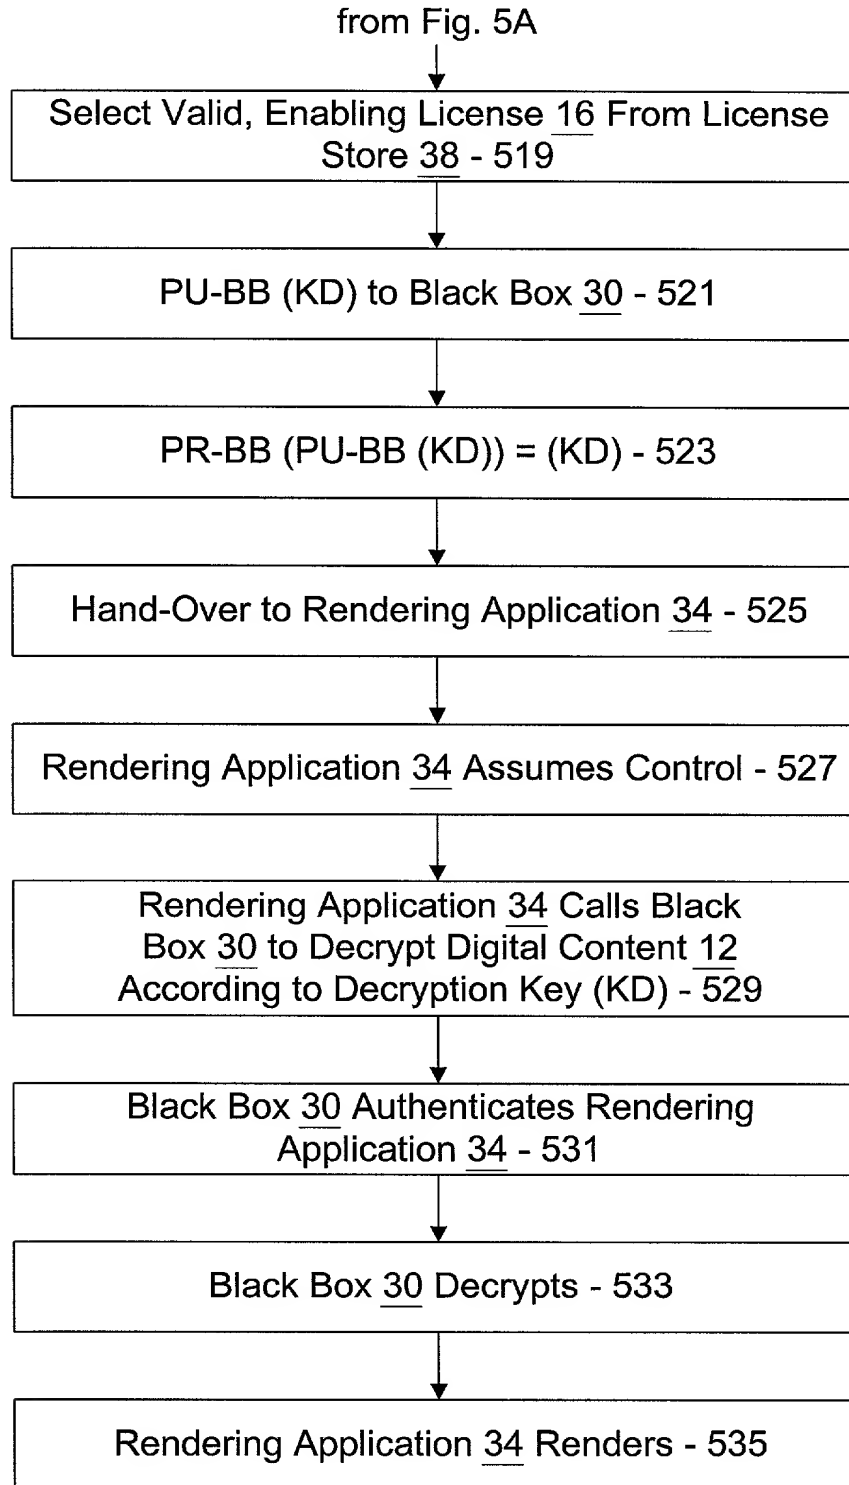 from Fig. 5A
Select Valid, Enabling License 16 From License
Store 38 - 519
PU-BB (KD) to Black Box 30 - 521
PR-BB (PU-BB (KD)) = (KD) - 523
Hand-Over to Rendering Application 34 - 525
Rendering Application 34 Assumes Control - 527
Rendering Application 34 Calls Black
Box 30 to Decrypt Digital Content 12
According to Decryption Key (KD) - 529
Black Box 30 Authenticates Rendering
Application 34 - 531
Black Box 30 Decrypts - 533
Rendering Application 34 Renders - 535